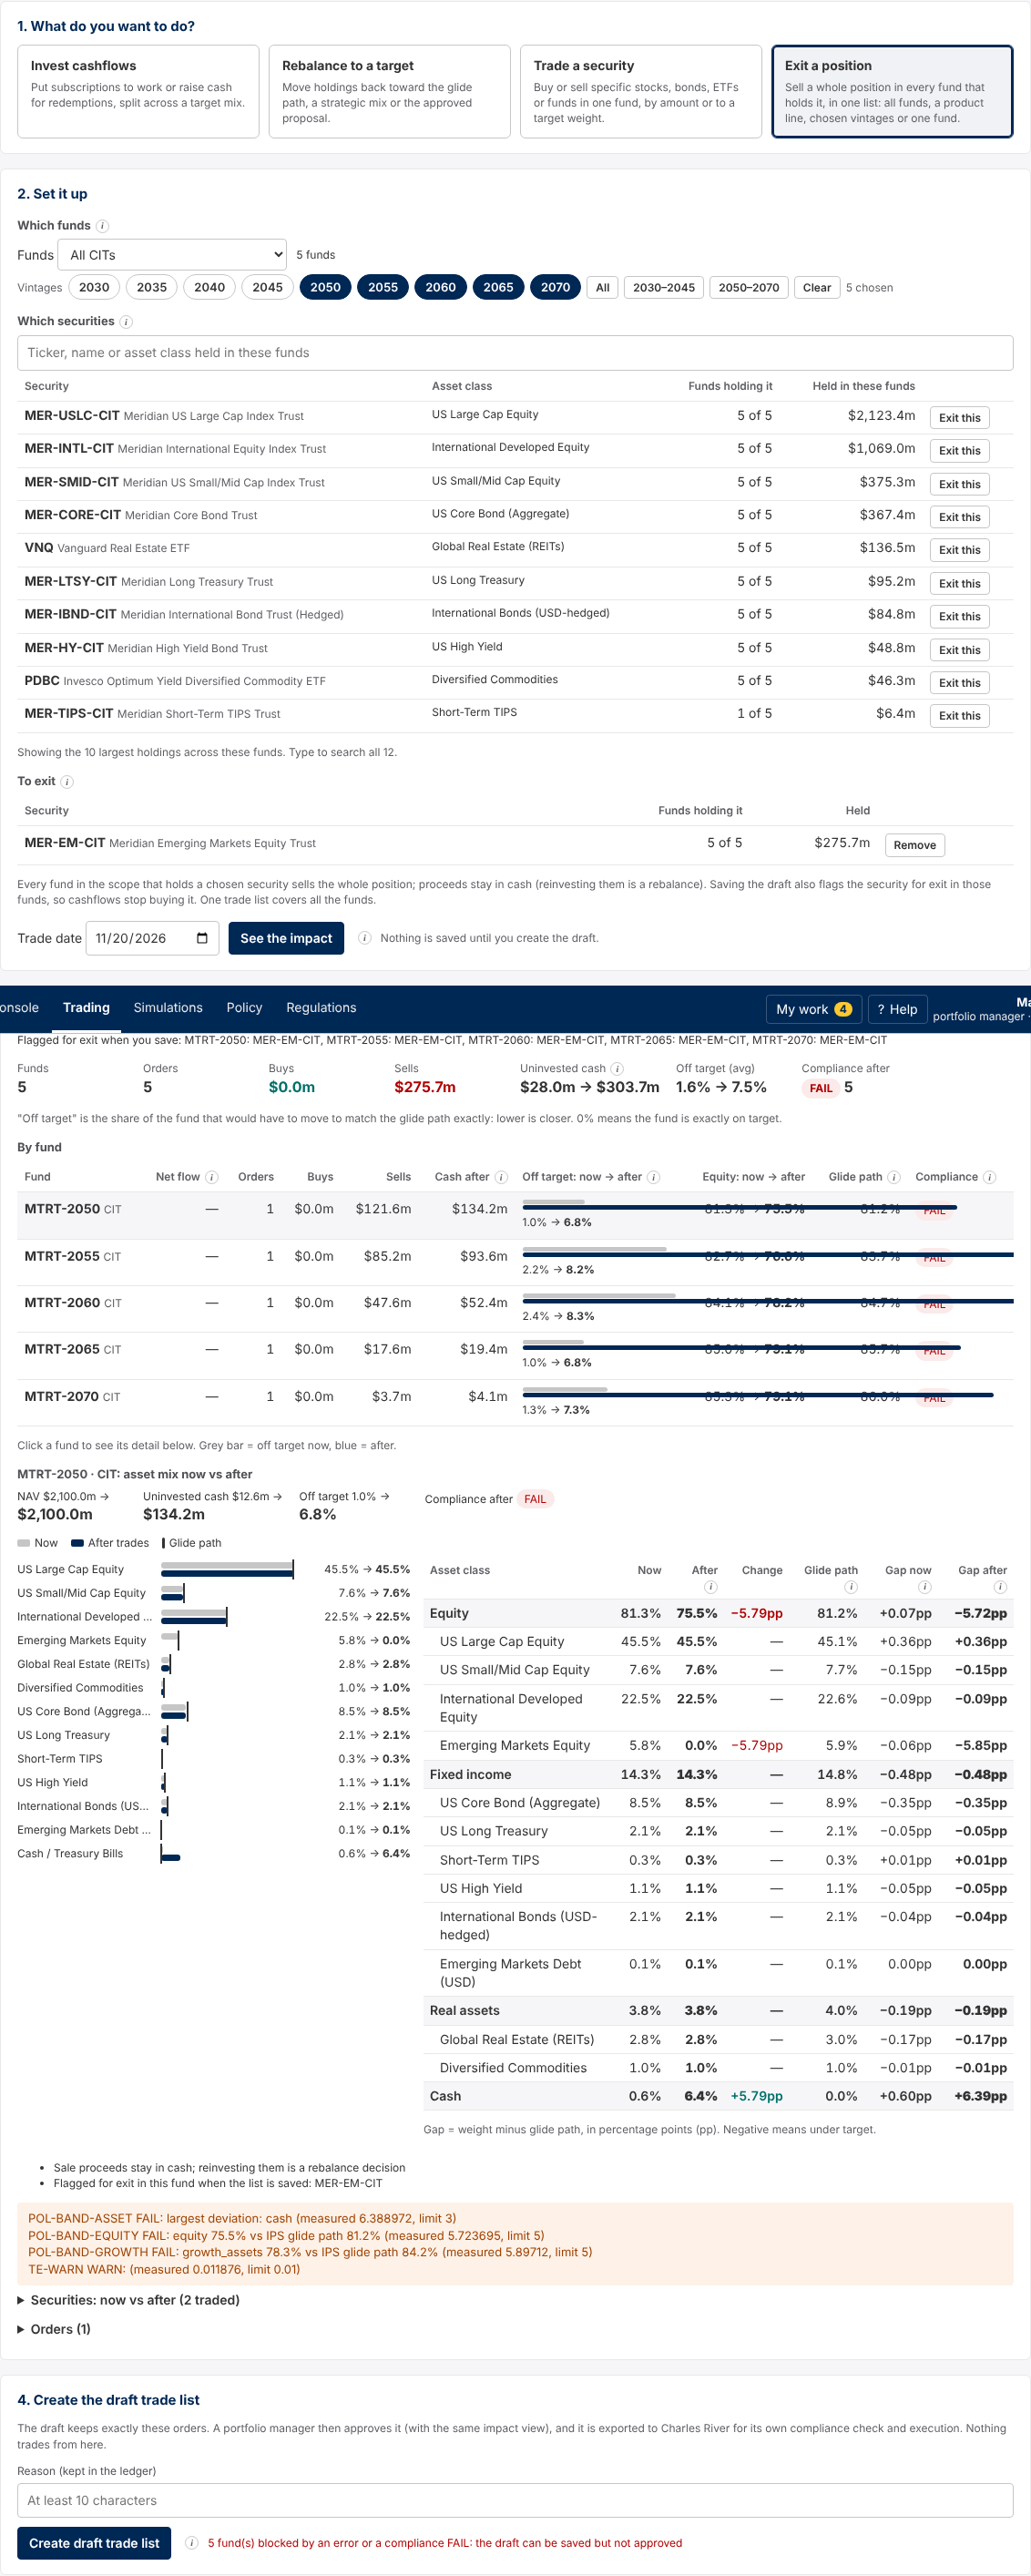 1. What do you want to do?
Invest cashflows
Put subscriptions to work or raise cash
for redemptions, split across a target mix.
Rebalance to a target
Move holdings back toward the glide
path, a strategic mix or the approved
proposal.
Trade a security
Buy or sell specific stocks, bonds, ETFs
or funds in one fund, by amount or to a
target weight.
Exit a position
Sell a whole position in every fund that
holds it, in one list: all funds, a product
line, chosen vintages or one fund.
2. Set it up
Which funds
Funds All CITs 5 funds
Vintages 2030 2035 2040 2045 2050 2055 2060 2065 2070 All 2030–2045 2050–2070 Clear 5 chosen
Which securities
Ticker, name or asset class held in these funds
Security Asset class Funds holding it Held in these funds
MER-USLC-CIT Meridian US Large Cap Index Trust US Large Cap Equity 5 of 5 $2,123.4m Exit this
MER-INTL-CIT Meridian International Equity Index Trust International Developed Equity 5 of 5 $1,069.0m Exit this
MER-SMID-CIT Meridian US Small/Mid Cap Index Trust US Small/Mid Cap Equity 5 of 5 $375.3m Exit this
MER-CORE-CIT Meridian Core Bond Trust US Core Bond (Aggregate) 5 of 5 $367.4m Exit this
VNQ Vanguard Real Estate ETF Global Real Estate (REITs) 5 of 5 $136.5m Exit this
MER-LTSY-CIT Meridian Long Treasury Trust US Long Treasury 5 of 5 $95.2m Exit this
MER-IBND-CIT Meridian International Bond Trust (Hedged) International Bonds (USD-hedged) 5 of 5 $84.8m Exit this
MER-HY-CIT Meridian High Yield Bond Trust US High Yield 5 of 5 $48.8m Exit this
PDBC Invesco Optimum Yield Diversified Commodity ETF Diversified Commodities 5 of 5 $46.3m Exit this
MER-TIPS-CIT Meridian Short-Term TIPS Trust Short-Term TIPS 1 of 5 $6.4m Exit this
Showing the 10 largest holdings across these funds. Type to search all 12.
To exit
Security Funds holding it Held
MER-EM-CIT Meridian Emerging Markets Equity Trust 5 of 5 $275.7m Remove
Every fund in the scope that holds a chosen security sells the whole position; proceeds stay in cash (reinvesting them is a rebalance). Saving the draft also flags the security for exit in those
funds, so cashflows stop buying it. One trade list covers all the funds.
Trade date 11/20/2026 See the impact Nothing is saved until you create the draft.
onsole Trading Simulations Policy Regulations My work 4 ? Help Ma
portfolio manager ·
Flagged for exit when you save: MTRT-2050: MER-EM-CIT, MTRT-2055: MER-EM-CIT, MTRT-2060: MER-EM-CIT, MTRT-2065: MER-EM-CIT, MTRT-2070: MER-EM-CIT
Funds Orders Buys Sells Uninvested cash Off target (avg) Compliance after
5 5 $0.0m $275.7m $28.0m → $303.7m 1.6% → 7.5% FAIL 5
"Off target" is the share of the fund that would have to move to match the glide path exactly: lower is closer. 0% means the fund is exactly on target.
By fund
Fund Net flow Orders Buys Sells Cash after Off target: now → after Equity: now → after Glide path Compliance
MTRT-2050 CIT — 1 $0.0m $121.6m $134.2m 81.3% → 75.5% 81.2% FAIL
1.0% → 6.8%
MTRT-2055 CIT — 1 $0.0m $85.2m $93.6m FAIL
2.2% → 8.2%
MTRT-2060 CIT — 1 $0.0m $47.6m $52.4m FAIL
2.4% → 8.3%
MTRT-2065 CIT — 1 $0.0m $17.6m $19.4m FAIL
1.0% → 6.8%
MTRT-2070 CIT — 1 $0.0m $3.7m $4.1m FAIL
1.3% → 7.3%
Click a fund to see its detail below. Grey bar = off target now, blue = after.
MTRT-2050 · CIT: asset mix now vs after
NAV $2,100.0m → Uninvested cash $12.6m → Off target 1.0% → Compliance after FAIL
$2,100.0m $134.2m 6.8%
Now After trades Glide path
US Large Cap Equity 45.5% → 45.5%
US Small/Mid Cap Equity 7.6% → 7.6%
International Developed ... 22.5% → 22.5%
Emerging Markets Equity 5.8% → 0.0%
Global Real Estate (REITs) 2.8% → 2.8%
Diversified Commodities 1.0% → 1.0%
US Core Bond (Aggrega... 8.5% → 8.5%
US Long Treasury 2.1% → 2.1%
Short-Term TIPS 0.3% → 0.3%
US High Yield 1.1% → 1.1%
International Bonds (US... 2.1% → 2.1%
Emerging Markets Debt ... 0.1% → 0.1%
Cash / Treasury Bills 0.6% → 6.4%
Asset class Now After Change Glide path Gap now Gap after
Equity 81.3% 75.5% −5.79pp 81.2% +0.07pp −5.72pp
US Large Cap Equity 45.5% 45.5% — 45.1% +0.36pp +0.36pp
US Small/Mid Cap Equity 7.6% 7.6% — 7.7% −0.15pp −0.15pp
International Developed
Equity 22.5% 22.5% — 22.6% −0.09pp −0.09pp
Emerging Markets Equity 5.8% 0.0% −5.79pp 5.9% −0.06pp −5.85pp
Fixed income 14.3% 14.3% — 14.8% −0.48pp −0.48pp
US Core Bond (Aggregate) 8.5% 8.5% — 8.9% −0.35pp −0.35pp
US Long Treasury 2.1% 2.1% — 2.1% −0.05pp −0.05pp
Short-Term TIPS 0.3% 0.3% — 0.3% +0.01pp +0.01pp
US High Yield 1.1% 1.1% — 1.1% −0.05pp −0.05pp
International Bonds (USD-
hedged) 2.1% 2.1% — 2.1% −0.04pp −0.04pp
Emerging Markets Debt
(USD) 0.1% 0.1% — 0.1% 0.00pp 0.00pp
Real assets 3.8% 3.8% — 4.0% −0.19pp −0.19pp
Global Real Estate (REITs) 2.8% 2.8% — 3.0% −0.17pp −0.17pp
Diversified Commodities 1.0% 1.0% — 1.0% −0.01pp −0.01pp
Cash 0.6% 6.4% +5.79pp 0.0% +0.60pp +6.39pp
Gap = weight minus glide path, in percentage points (pp). Negative means under target.
• Sale proceeds stay in cash; reinvesting them is a rebalance decision
• Flagged for exit in this fund when the list is saved: MER-EM-CIT
POL-BAND-ASSET FAIL: largest deviation: cash (measured 6.388972, limit 3)
POL-BAND-EQUITY FAIL: equity 75.5% vs IPS glide path 81.2% (measured 5.723695, limit 5)
POL-BAND-GROWTH FAIL: growth_assets 78.3% vs IPS glide path 84.2% (measured 5.89712, limit 5)
TE-WARN WARN: (measured 0.011876, limit 0.01)
▶ Securities: now vs after (2 traded)
▶ Orders (1)
4. Create the draft trade list
The draft keeps exactly these orders. A portfolio manager then approves it (with the same impact view), and it is exported to Charles River for its own compliance check and execution. Nothing
trades from here.
Reason (kept in the ledger)
At least 10 characters
Create draft trade list 5 fund(s) blocked by an error or a compliance FAIL: the draft can be saved but not approved